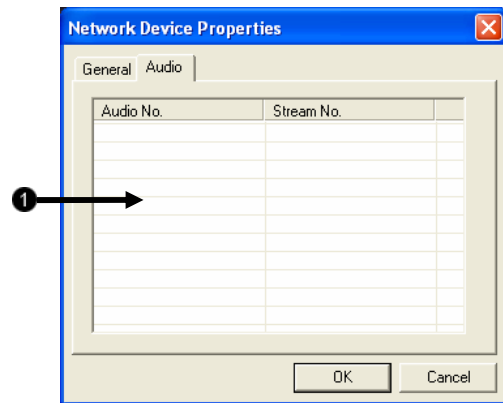 Network Device Properties
General Audio
Audio No. Stream No.
1
OK Cancel